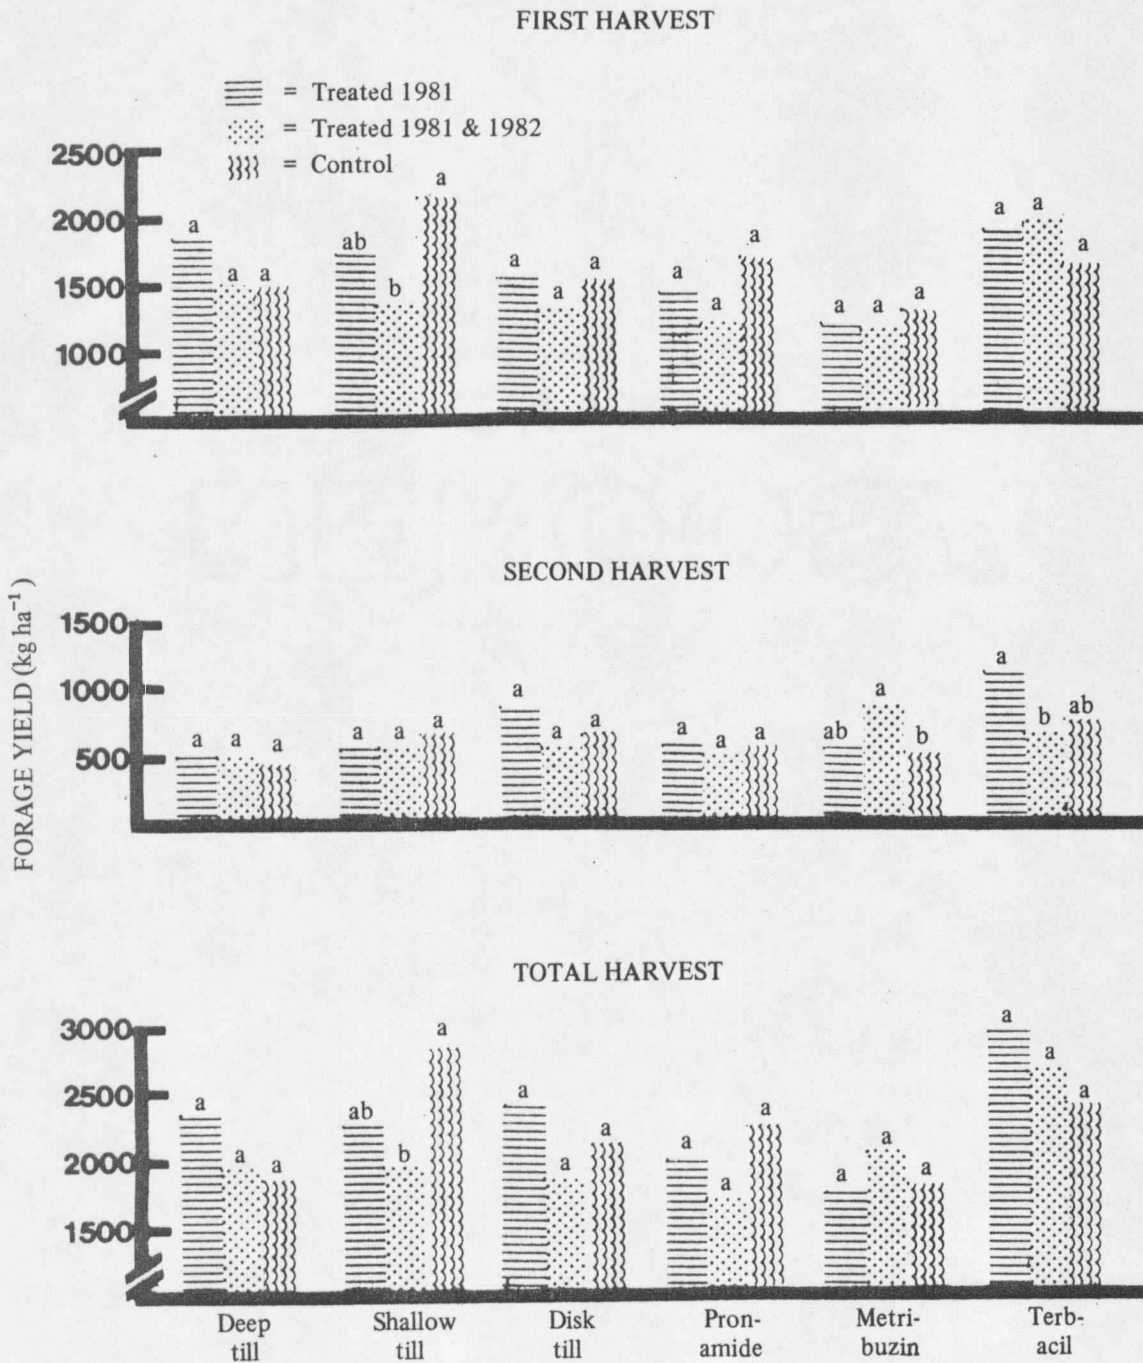 FIRST HARVEST
= Treated 1981
= Treated 1981 & 1982
= Control
2500
2000
1500
1000
a
a
a
ab
b
a
a
a
a
a
a
a
a
a
a
a
a
a
SECOND HARVEST
FORAGE YIELD (kg ha⁻¹)
1500
1000
500
a
a
a
a
a
a
a
a
a
a
a
a
ab
a
b
a
b
ab
TOTAL HARVEST
3000
2500
2000
1500
a
a
a
ab
b
a
a
a
a
a
a
a
a
a
a
a
a
a
Deep
till
Shallow
till
Disk
till
Pron-
amide
Metri-
buzin
Terb-
acil